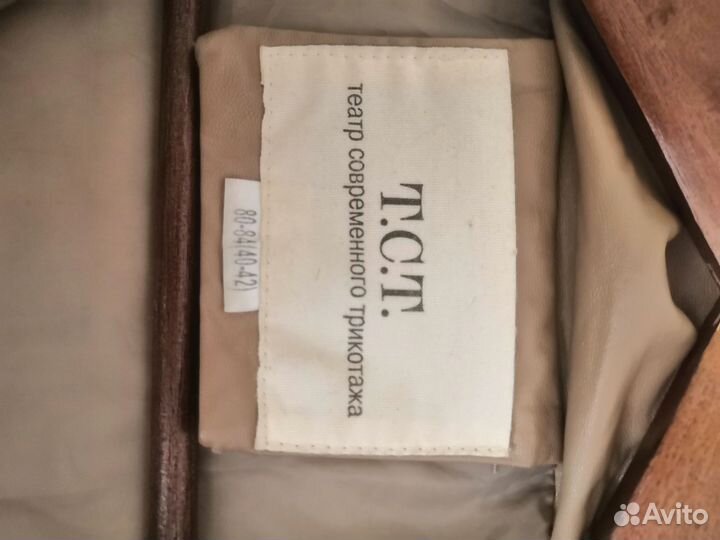 Т.С.Т.
театр современного трикотажа
80-84(40-42)
Avito